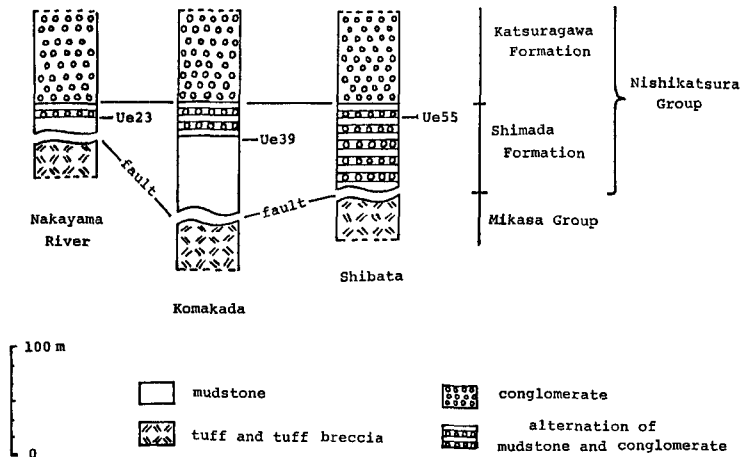 Katsuragawa
Formation
Nishikatsura
Group
Ue23
Ue55
Ue39
Shimada
Formation
fault
fault
Nakayama
River
Mikasa Group
Shibata
Komakada
100 m
0
mudstone
conglomerate
tuff and tuff breccia
alternation of
mudstone and conglomerate